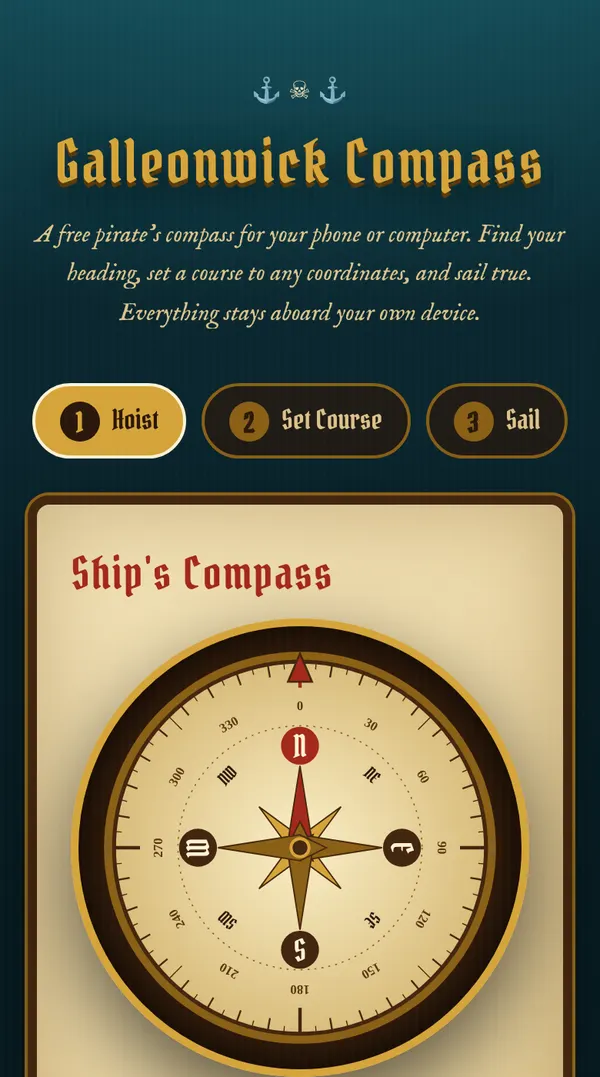 Galleonwick Compass
A free pirate's compass for your phone or computer. Find your
heading, set a course to any coordinates, and sail true.
Everything stays aboard your own device.
1 Hoist
2 Set Course
3 Sail
Ship's Compass
0
330
30
N
300
NW
NE
60
270
W
E
90
240
SW
SE
120
S
210
150
180